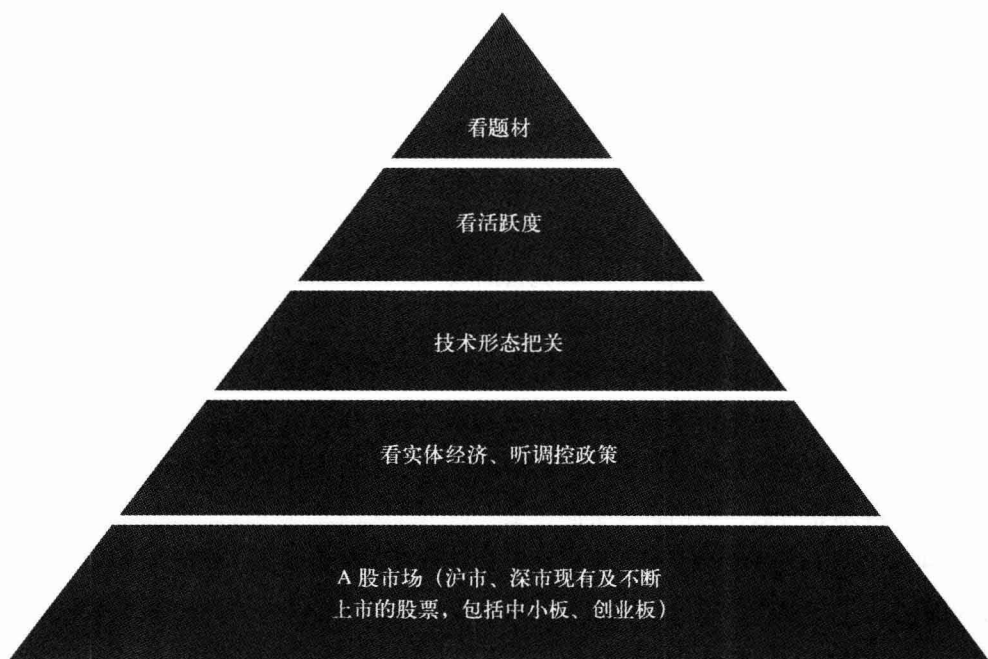 看题材
看活跃度
技术形态把关
看实体经济、听调控政策
A 股市场（沪市、深市现有及不断
上市的股票，包括中小板、创业板）